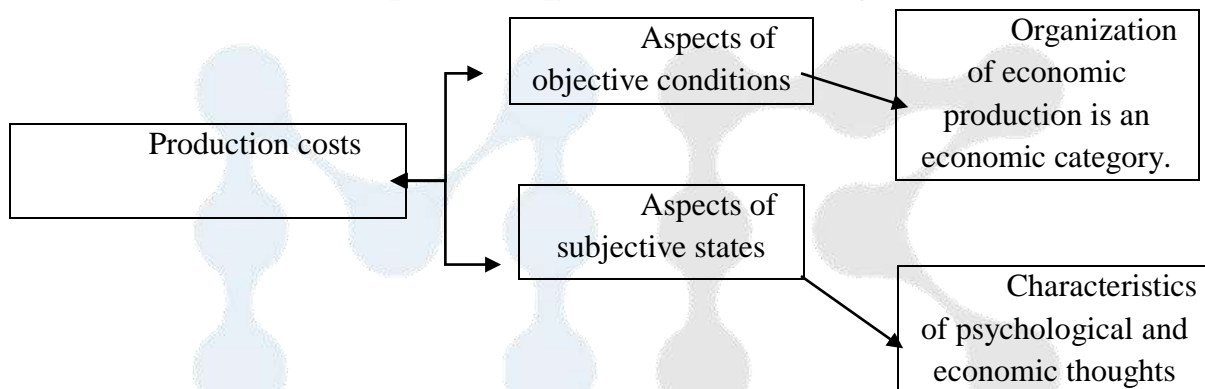 Production costs
Aspects of
objective conditions
Organization
of economic
production is an
economic category.
Aspects of
subjective states
Characteristics
of psychological and
economic thoughts